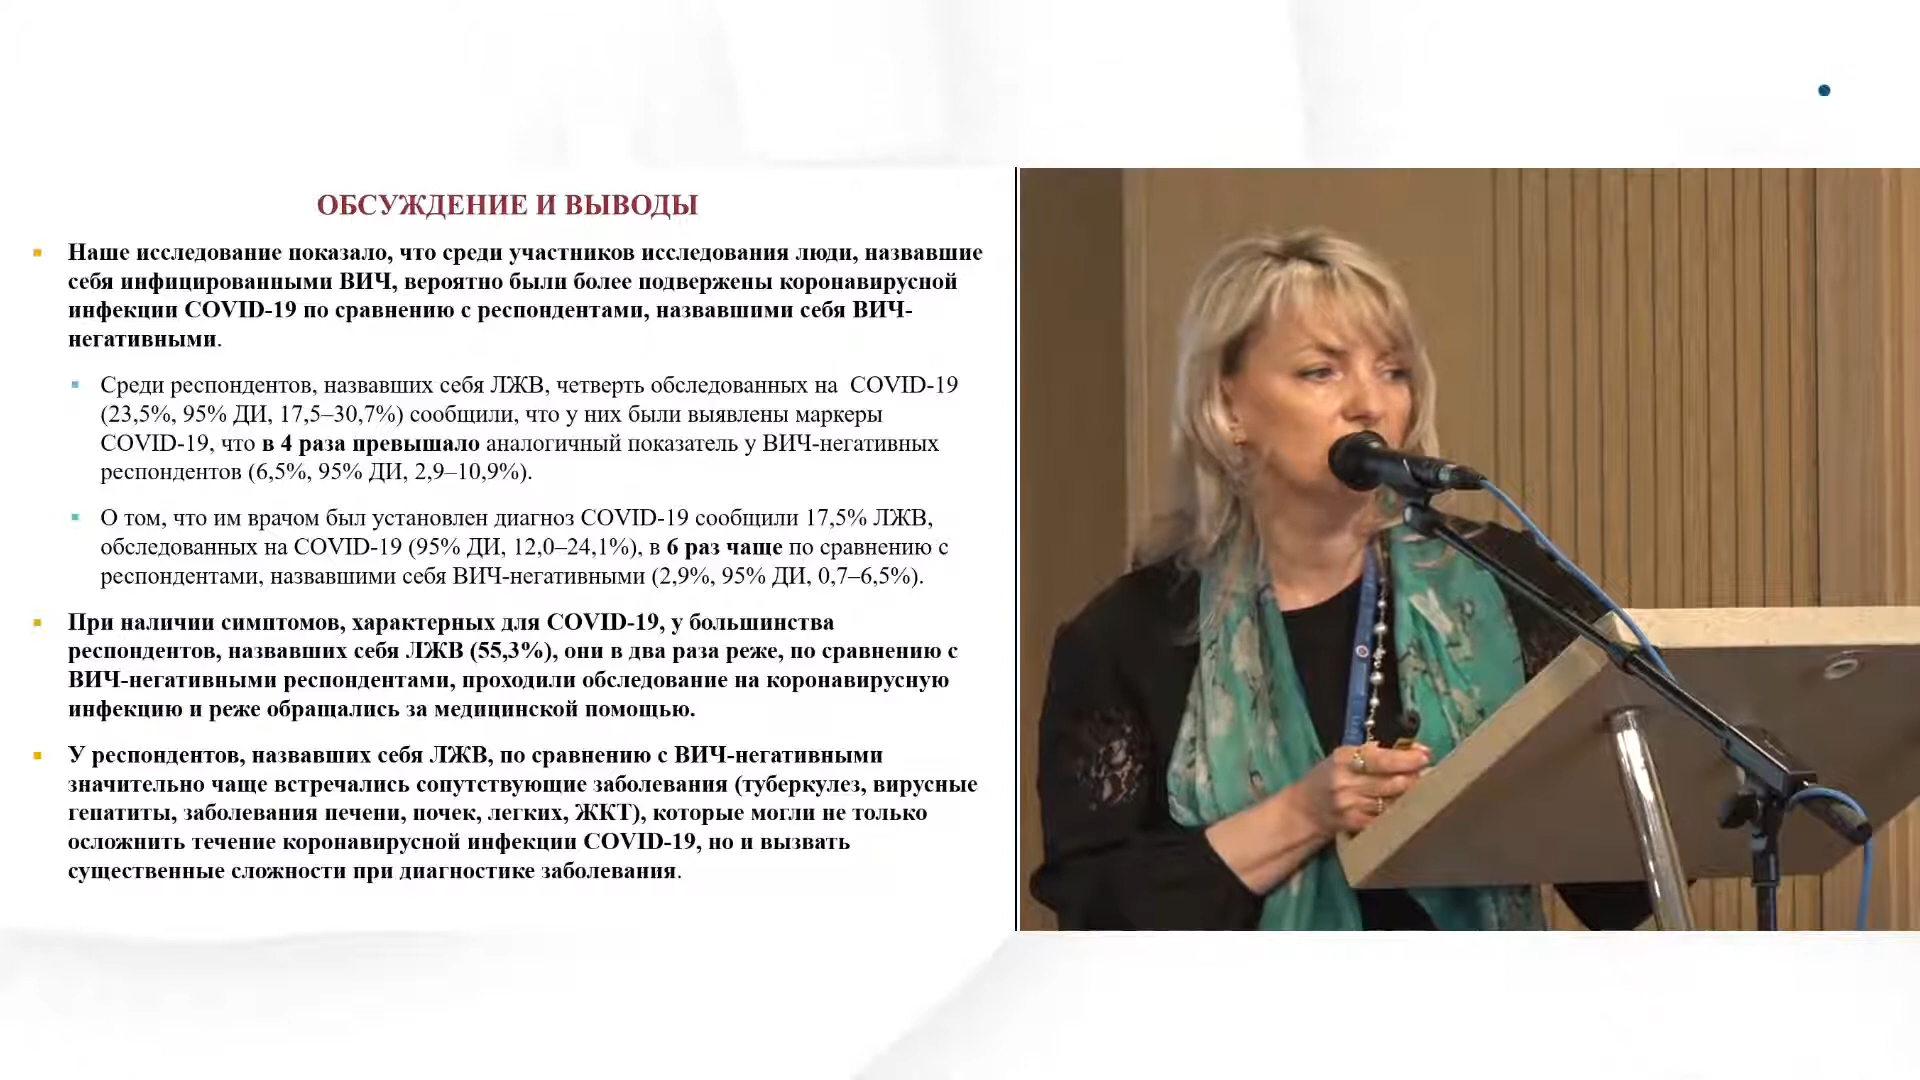 ОБСУЖДЕНИЕ И ВЫВОДЫ
Наше исследование показало, что среди участников исследования люди, назвавшие
себя инфицированными ВИЧ, вероятно были более подвержены коронавирусной
инфекции COVID-19 по сравнению с респондентами, назвавшими себя ВИЧ-
негативными.
Среди респондентов, назвавших себя ЛЖВ, четверть обследованных на COVID-19
(23,5%, 95% ДИ, 17,5–30,7%) сообщили, что у них были выявлены маркеры
COVID-19, что в 4 раза превышало аналогичный показатель у ВИЧ-негативных
респондентов (6,5%, 95% ДИ, 2,9–10,9%).
О том, что им врачом был установлен диагноз COVID-19 сообщили 17,5% ЛЖВ,
обследованных на COVID-19 (95% ДИ, 12,0–24,1%), в 6 раз чаще по сравнению с
респондентами, назвавшими себя ВИЧ-негативными (2,9%, 95% ДИ, 0,7–6,5%).
При наличии симптомов, характерных для COVID-19, у большинства
респондентов, назвавших себя ЛЖВ (55,3%), они в два раза реже, по сравнению с
ВИЧ-негативными респондентами, проходили обследование на коронавирусную
инфекцию и реже обращались за медицинской помощью.
У респондентов, назвавших себя ЛЖВ, по сравнению с ВИЧ-негативными
значительно чаще встречались сопутствующие заболевания (туберкулез, вирусные
гепатиты, заболевания печени, почек, легких, ЖКТ), которые могли не только
осложнить течение коронавирусной инфекции COVID-19, но и вызвать
существенные сложности при диагностике заболевания.